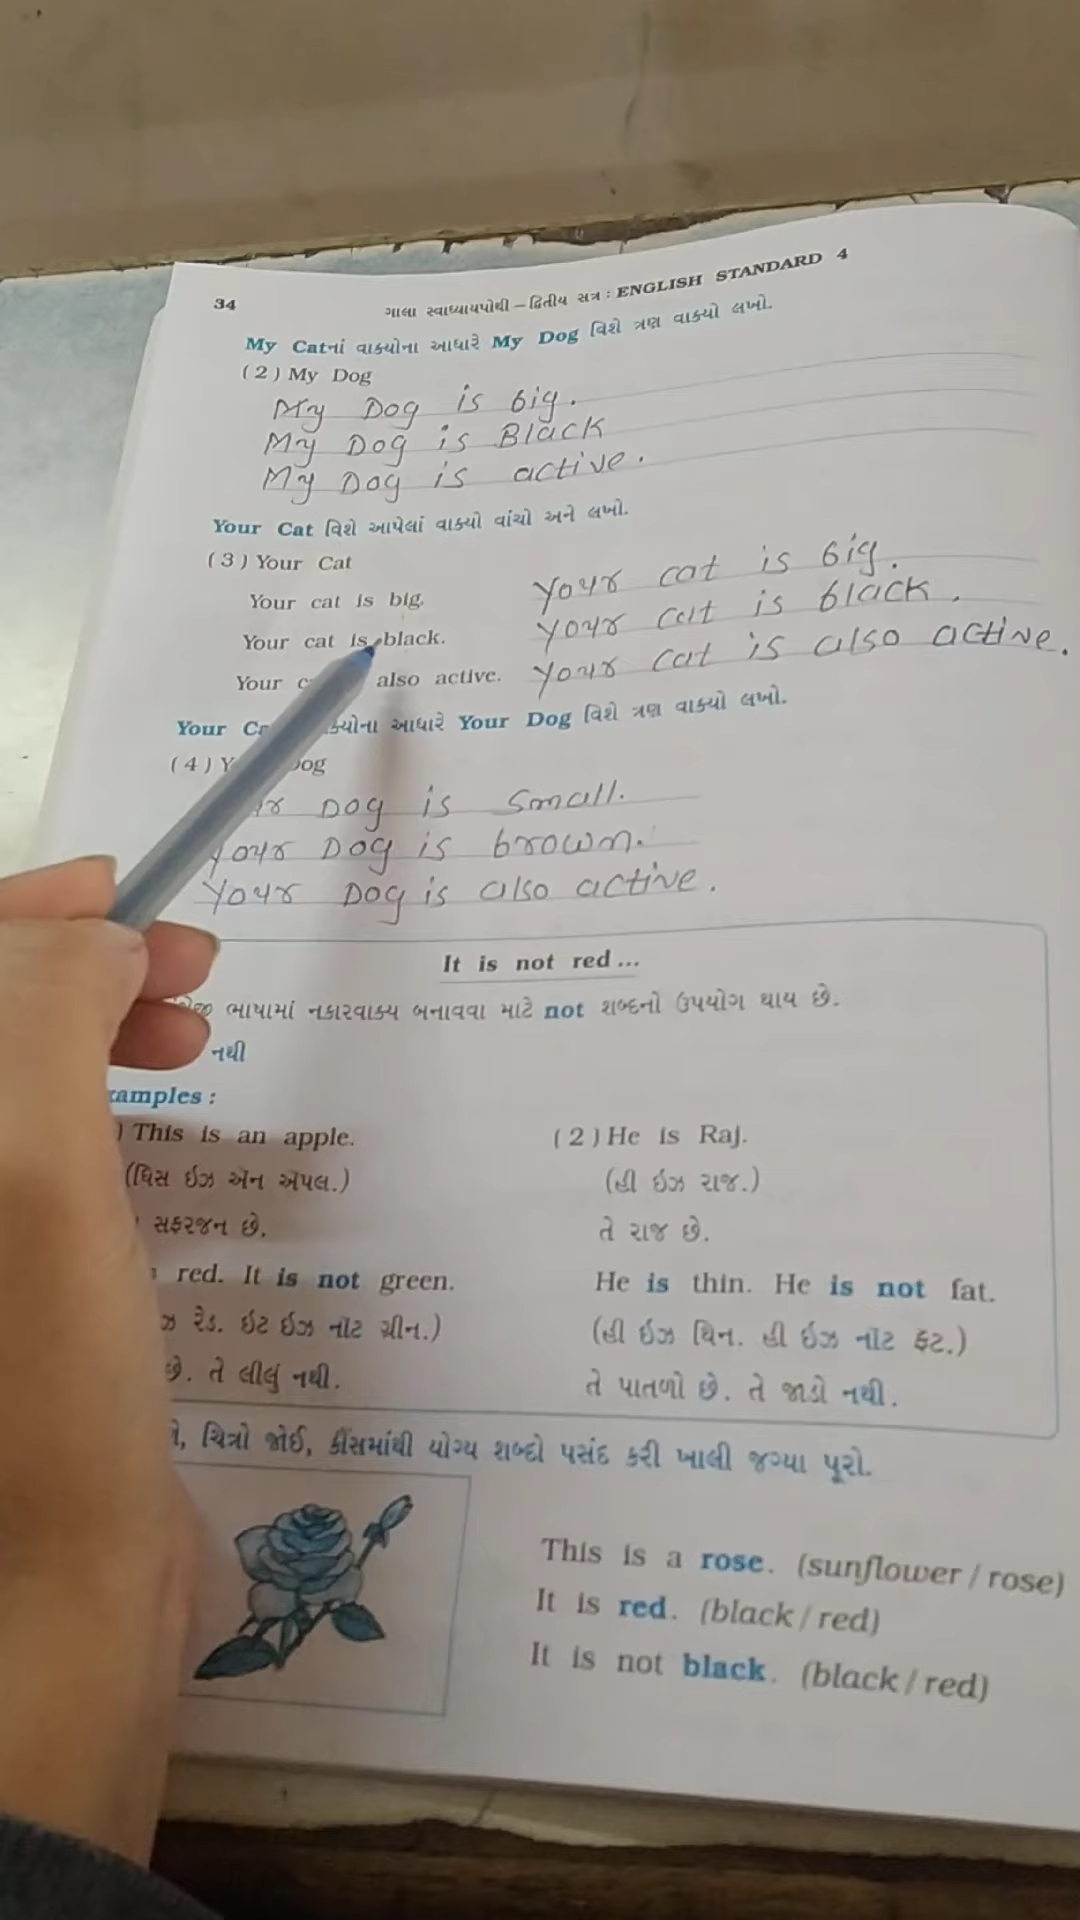 34
ગાલા સ્વાધ્યાયપોથી – દ્વિતીય સત્ર : ENGLISH STANDARD 4
My Catનાં વાક્યોના આધારે My Dog વિશે ત્રણ વાક્યો લખો.
(2) My Dog
My Dog is big.
My Dog is Black
My Dog is active.
Your Cat વિશે આપેલાં વાક્યો વાંચો અને લખો.
(3) Your Cat
Your cat is big. Your cat is big.
Your cat is black. Your cat is black.
Your also active. Your cat is also active.
Your આધારે Your Dog વિશે ત્રણ વાક્યો લખો.
(4)
Dog is small.
Your Dog is brown.
Your Dog is also active.
It is not red ...
ભાષામાં નકારવાક્ય બનાવવા માટે not શબ્દનો ઉપયોગ થાય છે.
નથી
This is an apple. (2) He is Raj.
(ધિસ ઇઝ ઍન ઍપલ.) (હી ઇઝ રાજ.)
સફરજન છે. તે રાજ છે.
red. It is not green. He is thin. He is not fat.
રેડ. ઇટ ઇઝ નૉટ ગ્રીન.) (હી ઇઝ થિન. હી ઇઝ નૉટ ફૅટ.)
છે. તે લીલું નથી. તે પાતળો છે. તે જાડો નથી.
ચિત્રો જોઈ, કૌંસમાંથી યોગ્ય શબ્દો પસંદ કરી ખાલી જગ્યા પૂરો.
This is a rose. (sunflower / rose)
It is red. (black / red)
It is not black. (black / red)